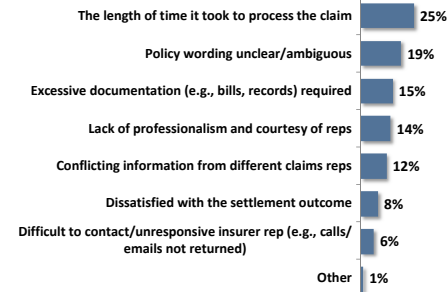 The length of time it took to process the claim 25%
Policy wording unclear/ambiguous 19%
Excessive documentation (e.g., bills, records) required 15%
Lack of professionalism and courtesy of reps 14%
Conflicting information from different claims reps 12%
Dissatisfied with the settlement outcome 8%
Difficult to contact/unresponsive insurer rep (e.g., calls/
emails not returned) 6%
Other 1%